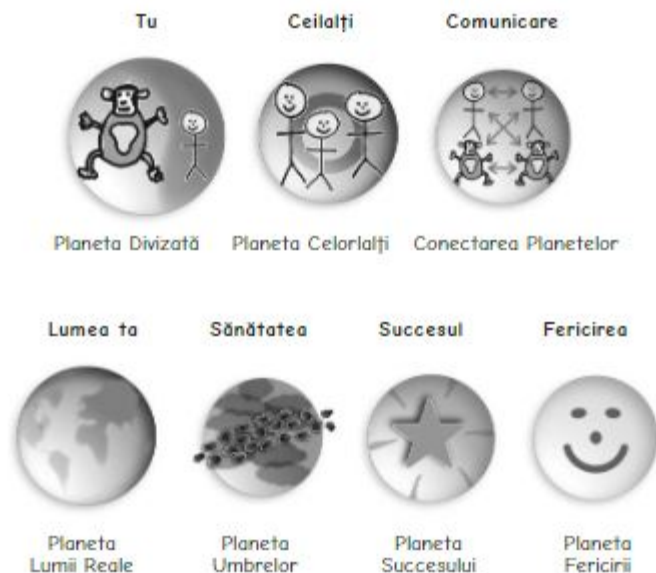 Tu Ceilalți Comunicare
Planeta Divizată Planeta Celorlalți Conectarea Planetelor
Lumea ta Sănătatea Succesul Fericirea
Planeta Planeta Planeta Planeta
Lumii Reale Umbrelor Succesului Fericirii